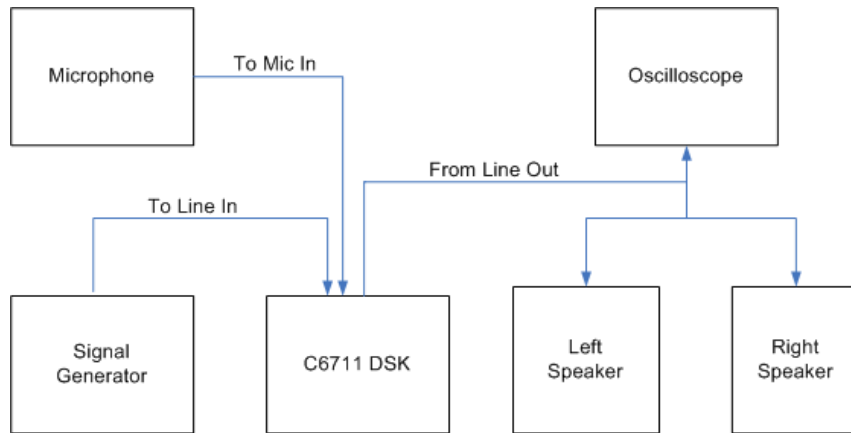 Microphone
To Mic In
Oscilloscope
From Line Out
To Line In
Signal
Generator
C6711 DSK
Left
Speaker
Right
Speaker